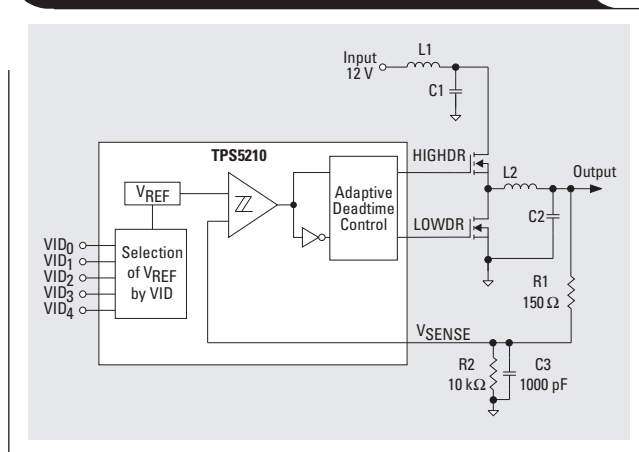 Input
12 V
L1
C1
TPS5210
HIGHDR
VREF
Adaptive
Deadtime
Control
L2
Output
C2
LOWDR
VID0
VID1
VID2
VID3
VID4
Selection
of VREF
by VID
R1
150 Ω
VSENSE
R2
10 kΩ
C3
1000 pF